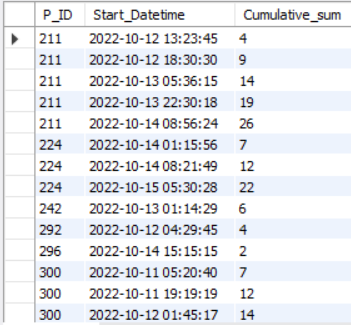 P_ID Start_Datetime Cumulative_sum
211 2022-10-12 13:23:45 4
211 2022-10-12 18:30:30 9
211 2022-10-13 05:36:15 14
211 2022-10-13 22:30:18 19
211 2022-10-14 08:56:24 26
224 2022-10-14 01:15:56 7
224 2022-10-14 08:21:49 12
224 2022-10-15 05:30:28 22
242 2022-10-13 01:14:29 6
292 2022-10-12 04:29:45 4
296 2022-10-14 15:15:15 2
300 2022-10-11 05:20:40 7
300 2022-10-11 19:19:19 12
300 2022-10-12 01:45:17 14